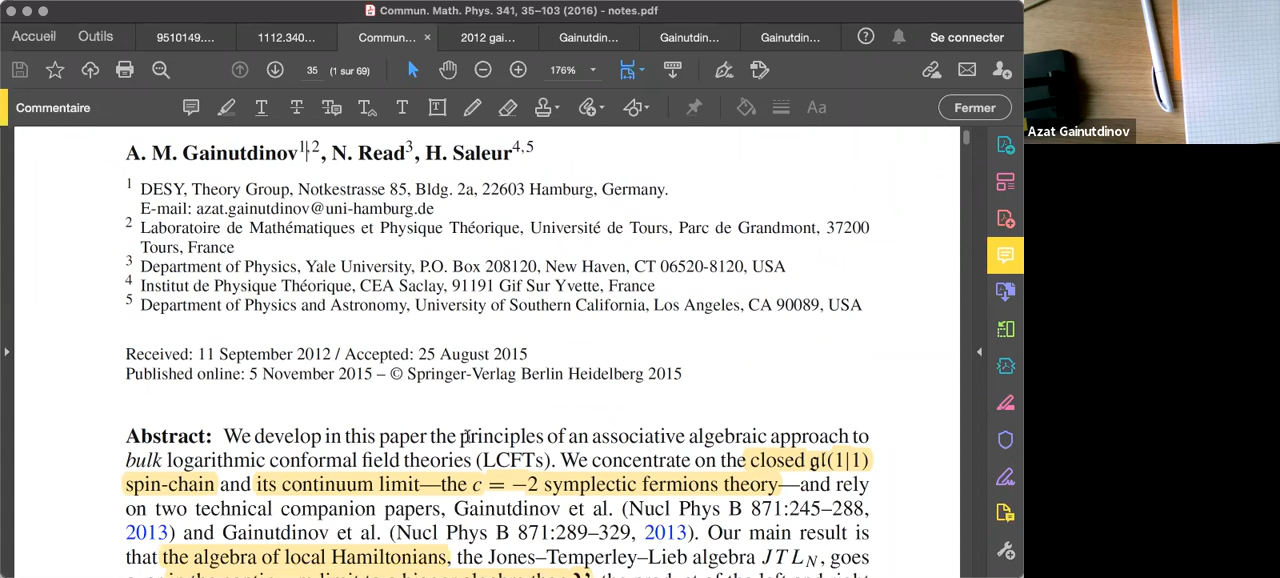 Commun. Math. Phys. 341, 35–103 (2016) - notes.pdf
Accueil Outils 9510149.... 1112.340... Commun... × 2012 gai... Gainutdin... Gainutdin... Gainutdin... Se connecter
35 (1 sur 69) 176%
Commentaire Fermer
A. M. Gainutdinov1,2, N. Read3, H. Saleur4,5
1 DESY, Theory Group, Notkestrasse 85, Bldg. 2a, 22603 Hamburg, Germany.
E-mail: azat.gainutdinov@uni-hamburg.de
2 Laboratoire de Mathématiques et Physique Théorique, Université de Tours, Parc de Grandmont, 37200
Tours, France
3 Department of Physics, Yale University, P.O. Box 208120, New Haven, CT 06520-8120, USA
4 Institut de Physique Théorique, CEA Saclay, 91191 Gif Sur Yvette, France
5 Department of Physics and Astronomy, University of Southern California, Los Angeles, CA 90089, USA
Received: 11 September 2012 / Accepted: 25 August 2015
Published online: 5 November 2015 – © Springer-Verlag Berlin Heidelberg 2015
Abstract: We develop in this paper the principles of an associative algebraic approach to
bulk logarithmic conformal field theories (LCFTs). We concentrate on the closed 𝔤𝔩(1|1)
spin-chain and its continuum limit—the c = −2 symplectic fermions theory—and rely
on two technical companion papers, Gainutdinov et al. (Nucl Phys B 871:245–288,
2013) and Gainutdinov et al. (Nucl Phys B 871:289–329, 2013). Our main result is
that the algebra of local Hamiltonians, the Jones–Temperley–Lieb algebra JTL_N, goes
Azat Gainutdinov